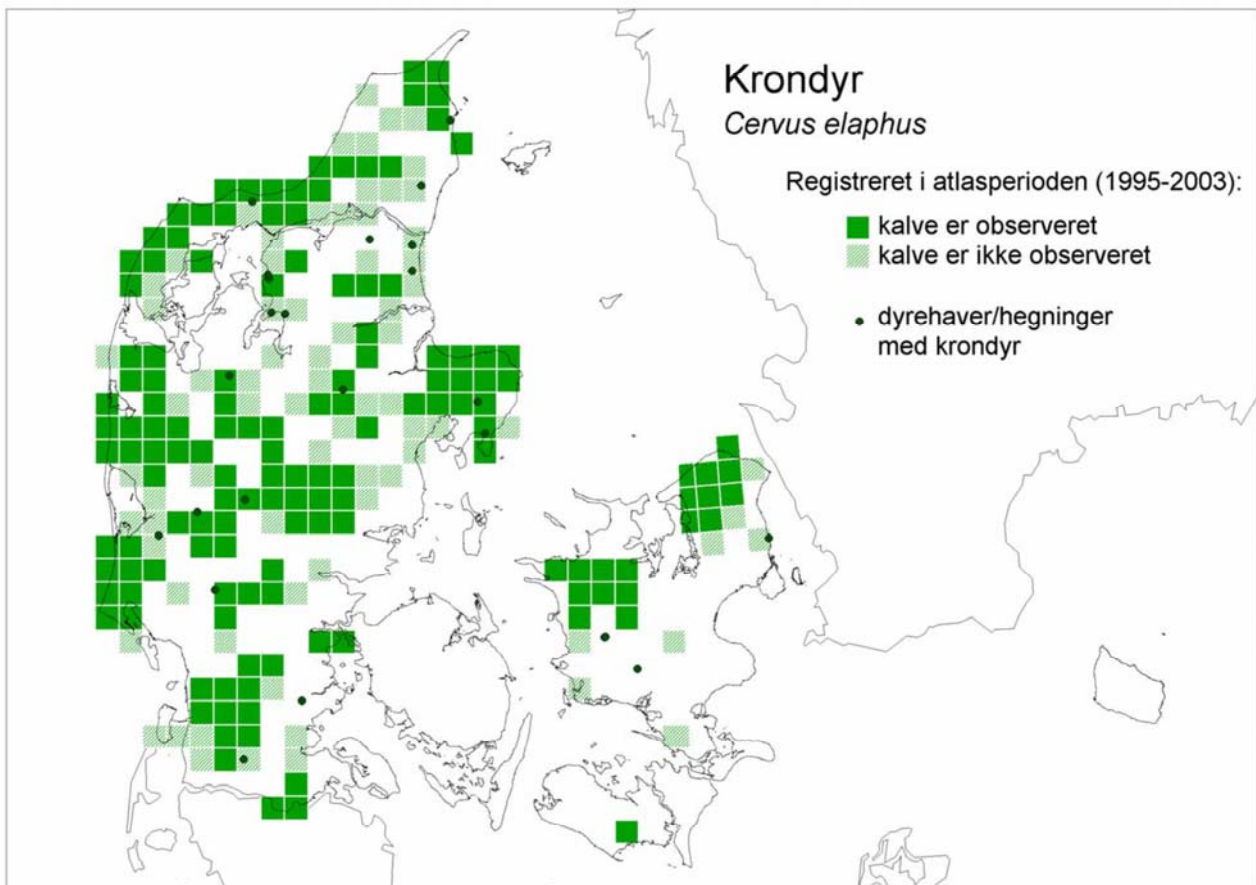 Krondyr
Cervus elaphus
Registreret i atlasperioden (1995-2003):
kalve er observeret
kalve er ikke observeret
dyrehaver/hegninger
med krondyr